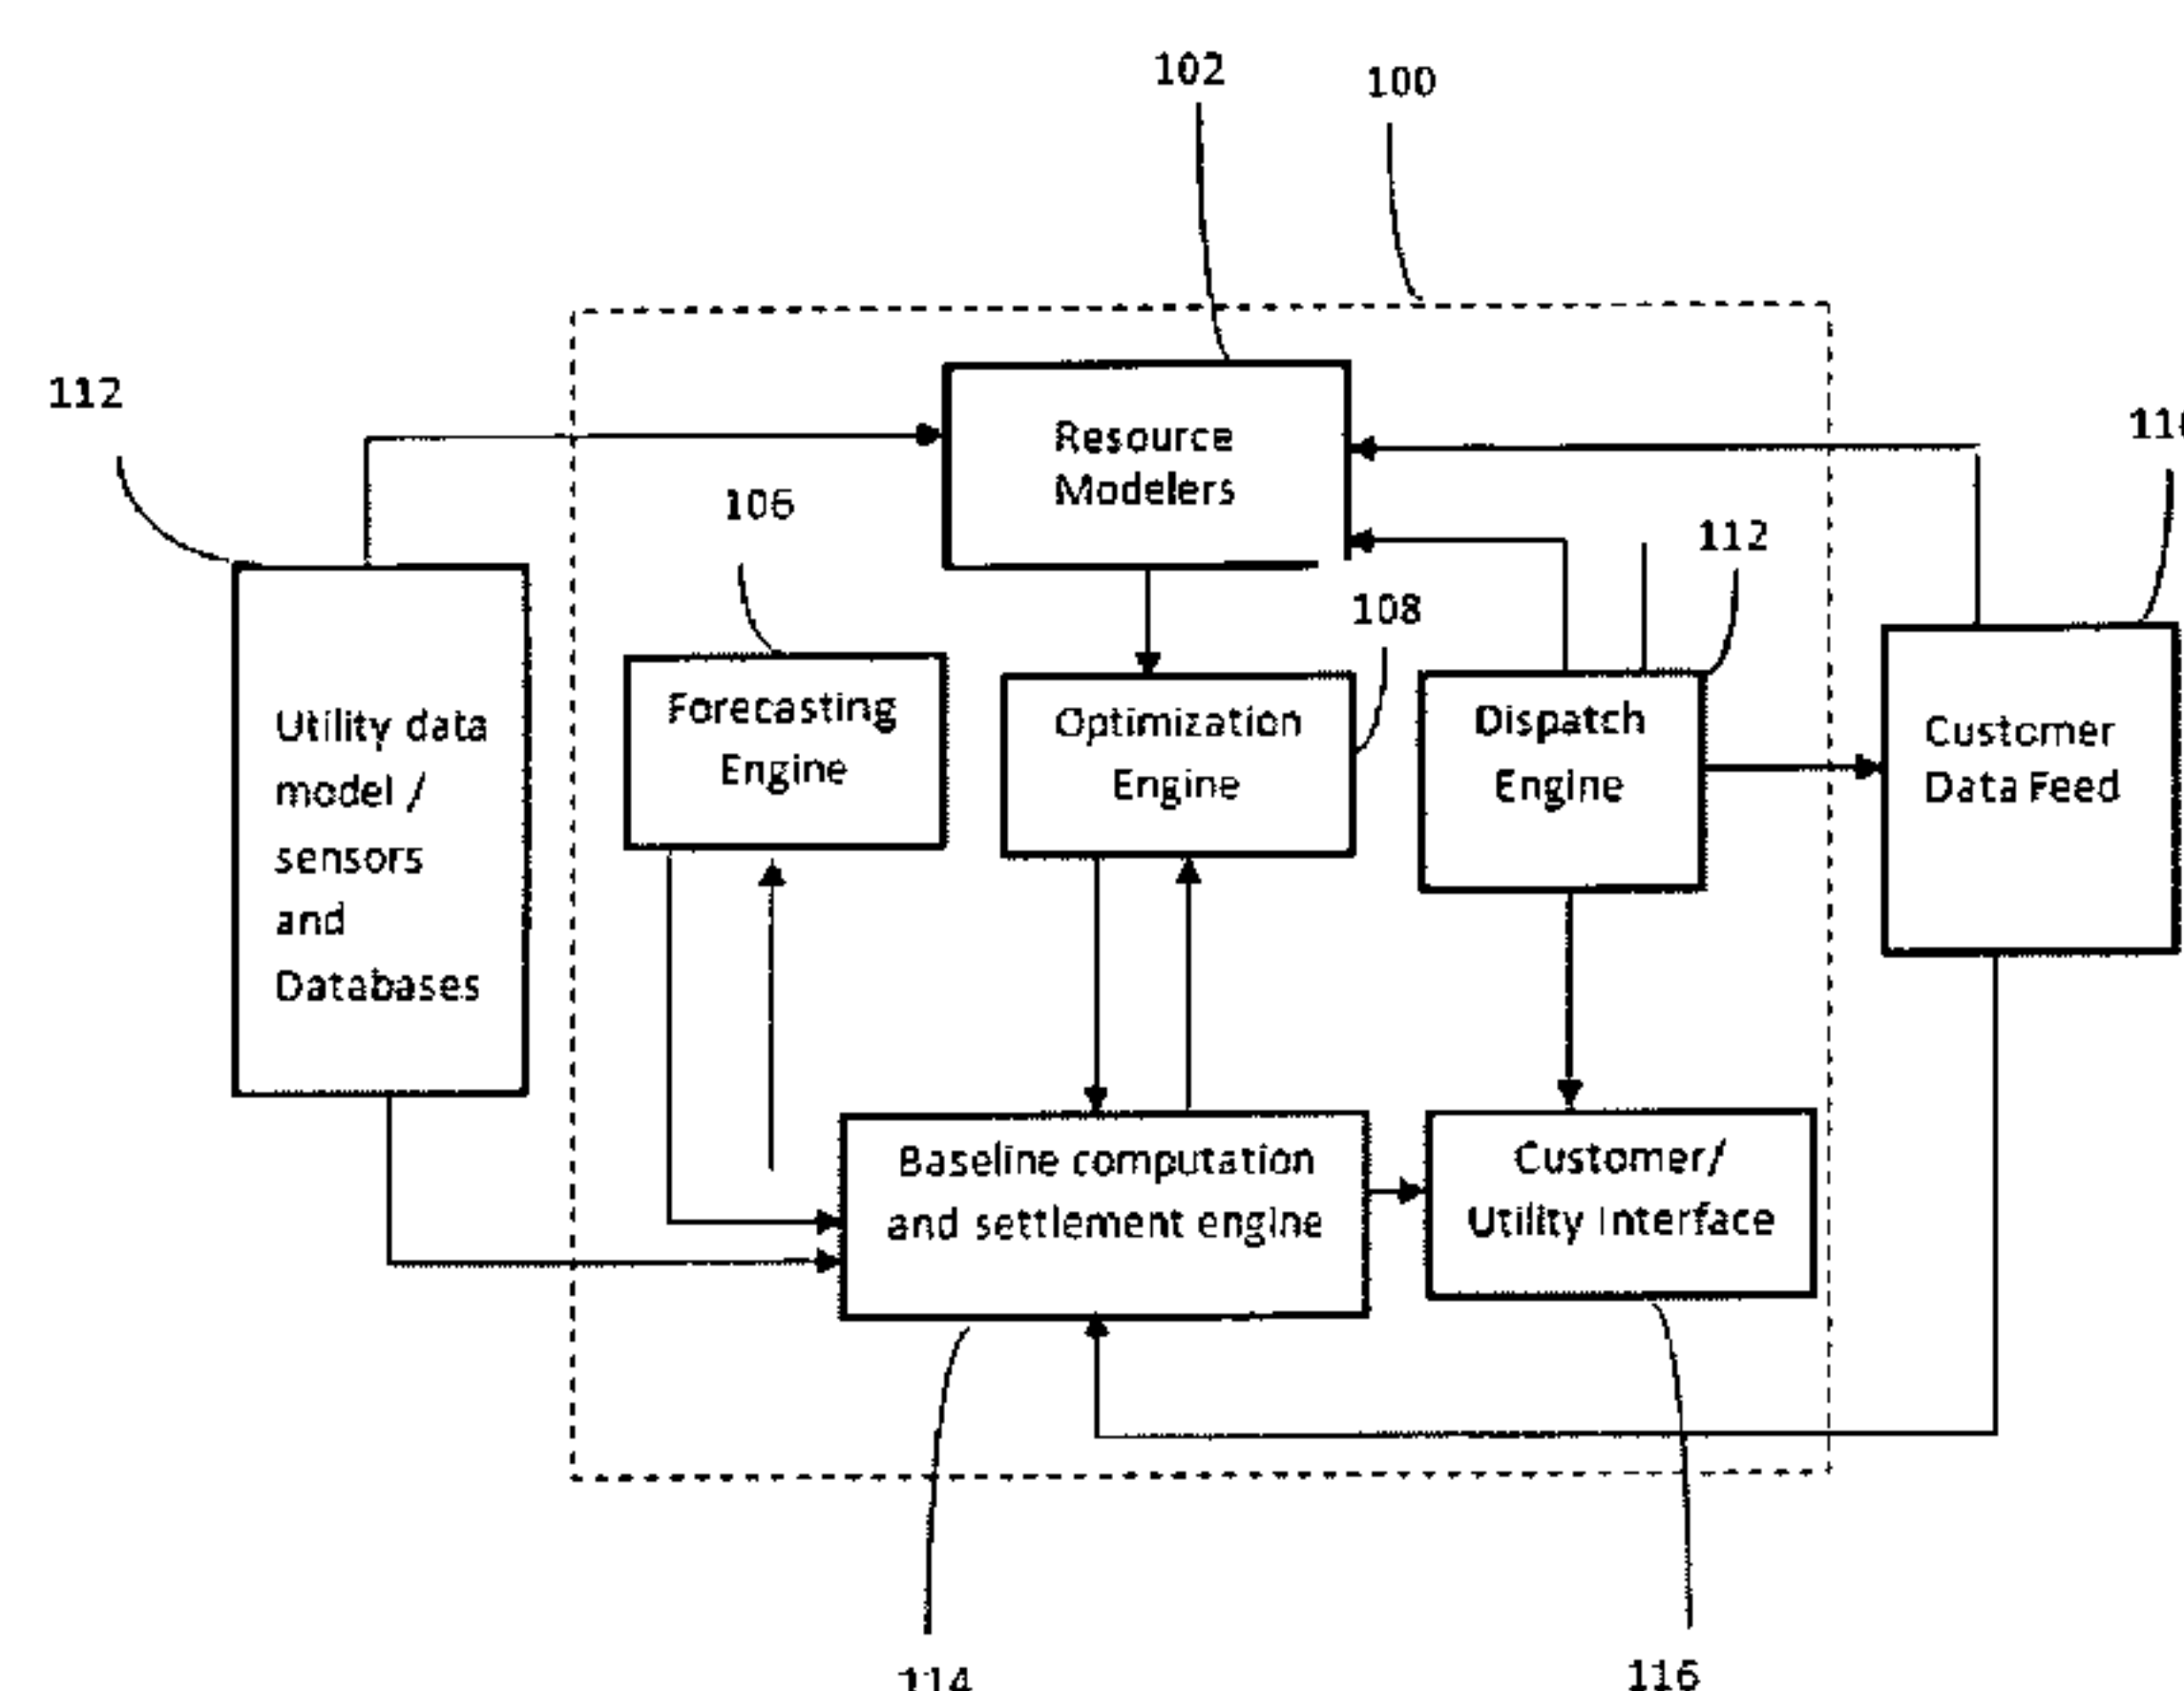 102
100
112
Resource
Modelers
106
112
108
Utility data
model /
sensors
and
Databases
Forecasting
Engine
Optimization
Engine
Dispatch
Engine
Customer
Data Feed
Baseline computation
and settlement engine
Customer/
Utility Interface
114
116